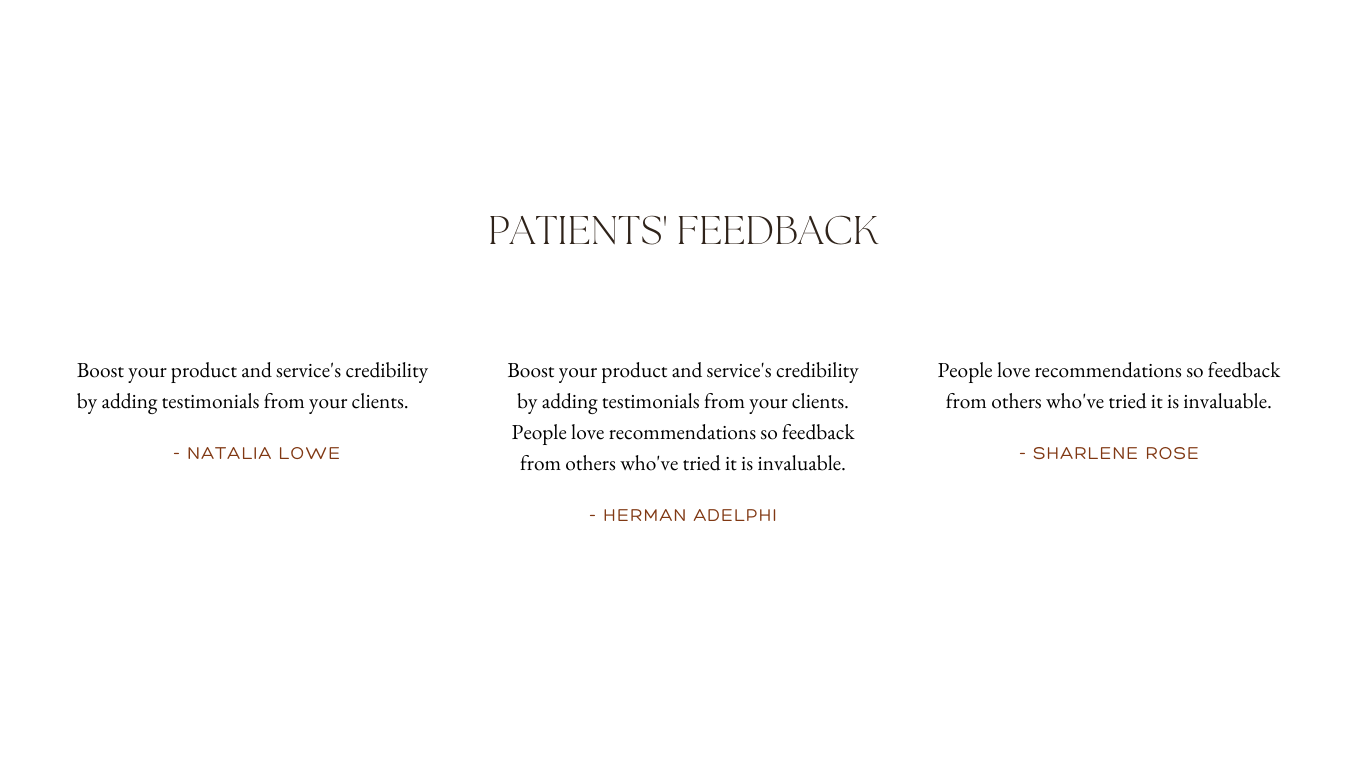 PATIENTS' FEEDBACK
Boost your product and service's credibility
by adding testimonials from your clients.
- NATALIA LOWE
Boost your product and service's credibility
by adding testimonials from your clients.
People love recommendations so feedback
from others who've tried it is invaluable.
- HERMAN ADELPHI
People love recommendations so feedback
from others who've tried it is invaluable.
- SHARLENE ROSE